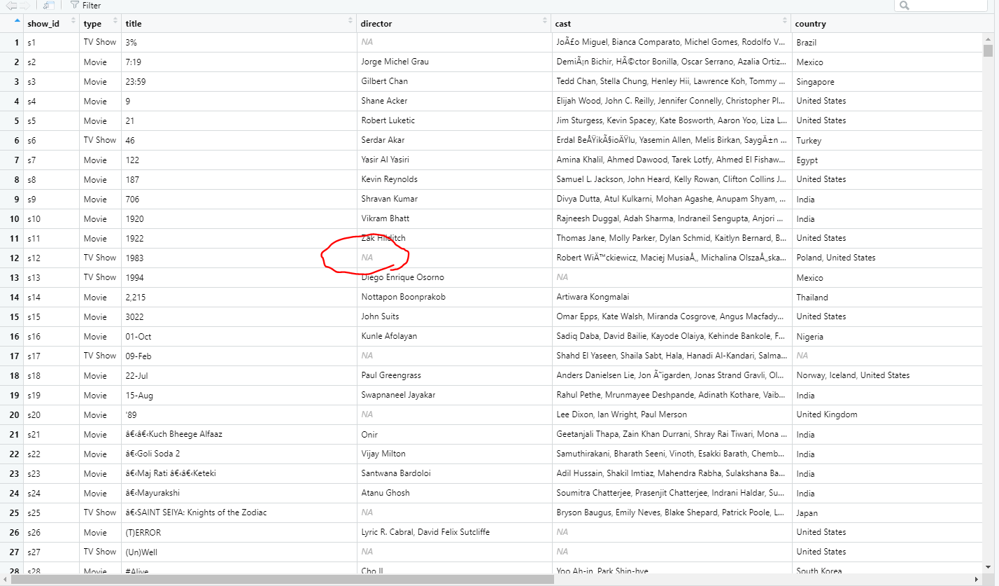 Filter
show_id type title director cast country
1 s1 TV Show 3% NA JoÃ£o Miguel, Bianca Comparato, Michel Gomes, Rodolfo V... Brazil
2 s2 Movie 7:19 Jorge Michel Grau DemiÃ¡n Bichir, HÃ©ctor Bonilla, Oscar Serrano, Azalia Ortiz... Mexico
3 s3 Movie 23:59 Gilbert Chan Tedd Chan, Stella Chung, Henley Hii, Lawrence Koh, Tommy ... Singapore
4 s4 Movie 9 Shane Acker Elijah Wood, John C. Reilly, Jennifer Connelly, Christopher Pl... United States
5 s5 Movie 21 Robert Luketic Jim Sturgess, Kevin Spacey, Kate Bosworth, Aaron Yoo, Liza L... United States
6 s6 TV Show 46 Serdar Akar Erdal BeÅŸikÃ§ioÄŸlu, Yasemin Allen, Melis Birkan, SaygÄ±n ... Turkey
7 s7 Movie 122 Yasir Al Yasiri Amina Khalil, Ahmed Dawood, Tarek Lotfy, Ahmed El Fishaw... Egypt
8 s8 Movie 187 Kevin Reynolds Samuel L. Jackson, John Heard, Kelly Rowan, Clifton Collins J... United States
9 s9 Movie 706 Shravan Kumar Divya Dutta, Atul Kulkarni, Mohan Agashe, Anupam Shyam, ... India
10 s10 Movie 1920 Vikram Bhatt Rajneesh Duggal, Adah Sharma, Indraneil Sengupta, Anjori ... India
11 s11 Movie 1922 Zak Hilditch Thomas Jane, Molly Parker, Dylan Schmid, Kaitlyn Bernard, B... United States
12 s12 TV Show 1983 NA Robert WiÄ™ckiewicz, Maciej MusiaÅ‚, Michalina OlszaÅ„ska... Poland, United States
13 s13 TV Show 1994 Diego Enrique Osorno NA Mexico
14 s14 Movie 2,215 Nottapon Boonprakob Artiwara Kongmalai Thailand
15 s15 Movie 3022 John Suits Omar Epps, Kate Walsh, Miranda Cosgrove, Angus Macfady... United States
16 s16 Movie 01-Oct Kunle Afolayan Sadiq Daba, David Bailie, Kayode Olaiya, Kehinde Bankole, F... Nigeria
17 s17 TV Show 09-Feb NA Shahd El Yaseen, Shaila Sabt, Hala, Hanadi Al-Kandari, Salma... NA
18 s18 Movie 22-Jul Paul Greengrass Anders Danielsen Lie, Jon Ã˜igarden, Jonas Strand Gravli, Ol... Norway, Iceland, United States
19 s19 Movie 15-Aug Swapnaneel Jayakar Rahul Pethe, Mrunmayee Deshpande, Adinath Kothare, Vaib... India
20 s20 Movie '89 NA Lee Dixon, Ian Wright, Paul Merson United Kingdom
21 s21 Movie â€‹â€‹Kuch Bheege Alfaaz Onir Geetanjali Thapa, Zain Khan Durrani, Shray Rai Tiwari, Mona ... India
22 s22 Movie â€‹Goli Soda 2 Vijay Milton Samuthirakani, Bharath Seeni, Vinoth, Esakki Barath, Chemb... India
23 s23 Movie â€‹Maj Rati â€‹â€‹Keteki Santwana Bardoloi Adil Hussain, Shakil Imtiaz, Mahendra Rabha, Sulakshana Ba... India
24 s24 Movie â€‹Mayurakshi Atanu Ghosh Soumitra Chatterjee, Prasenjit Chatterjee, Indrani Haldar, Su... India
25 s25 TV Show â€‹SAINT SEIYA: Knights of the Zodiac NA Bryson Baugus, Emily Neves, Blake Shepard, Patrick Poole, L... Japan
26 s26 Movie (T)ERROR Lyric R. Cabral, David Felix Sutcliffe NA United States
27 s27 TV Show (Un)Well NA NA United States
28 s28 Movie #Alive Cho Il Yoo Ah-in, Park Shin-hye South Korea